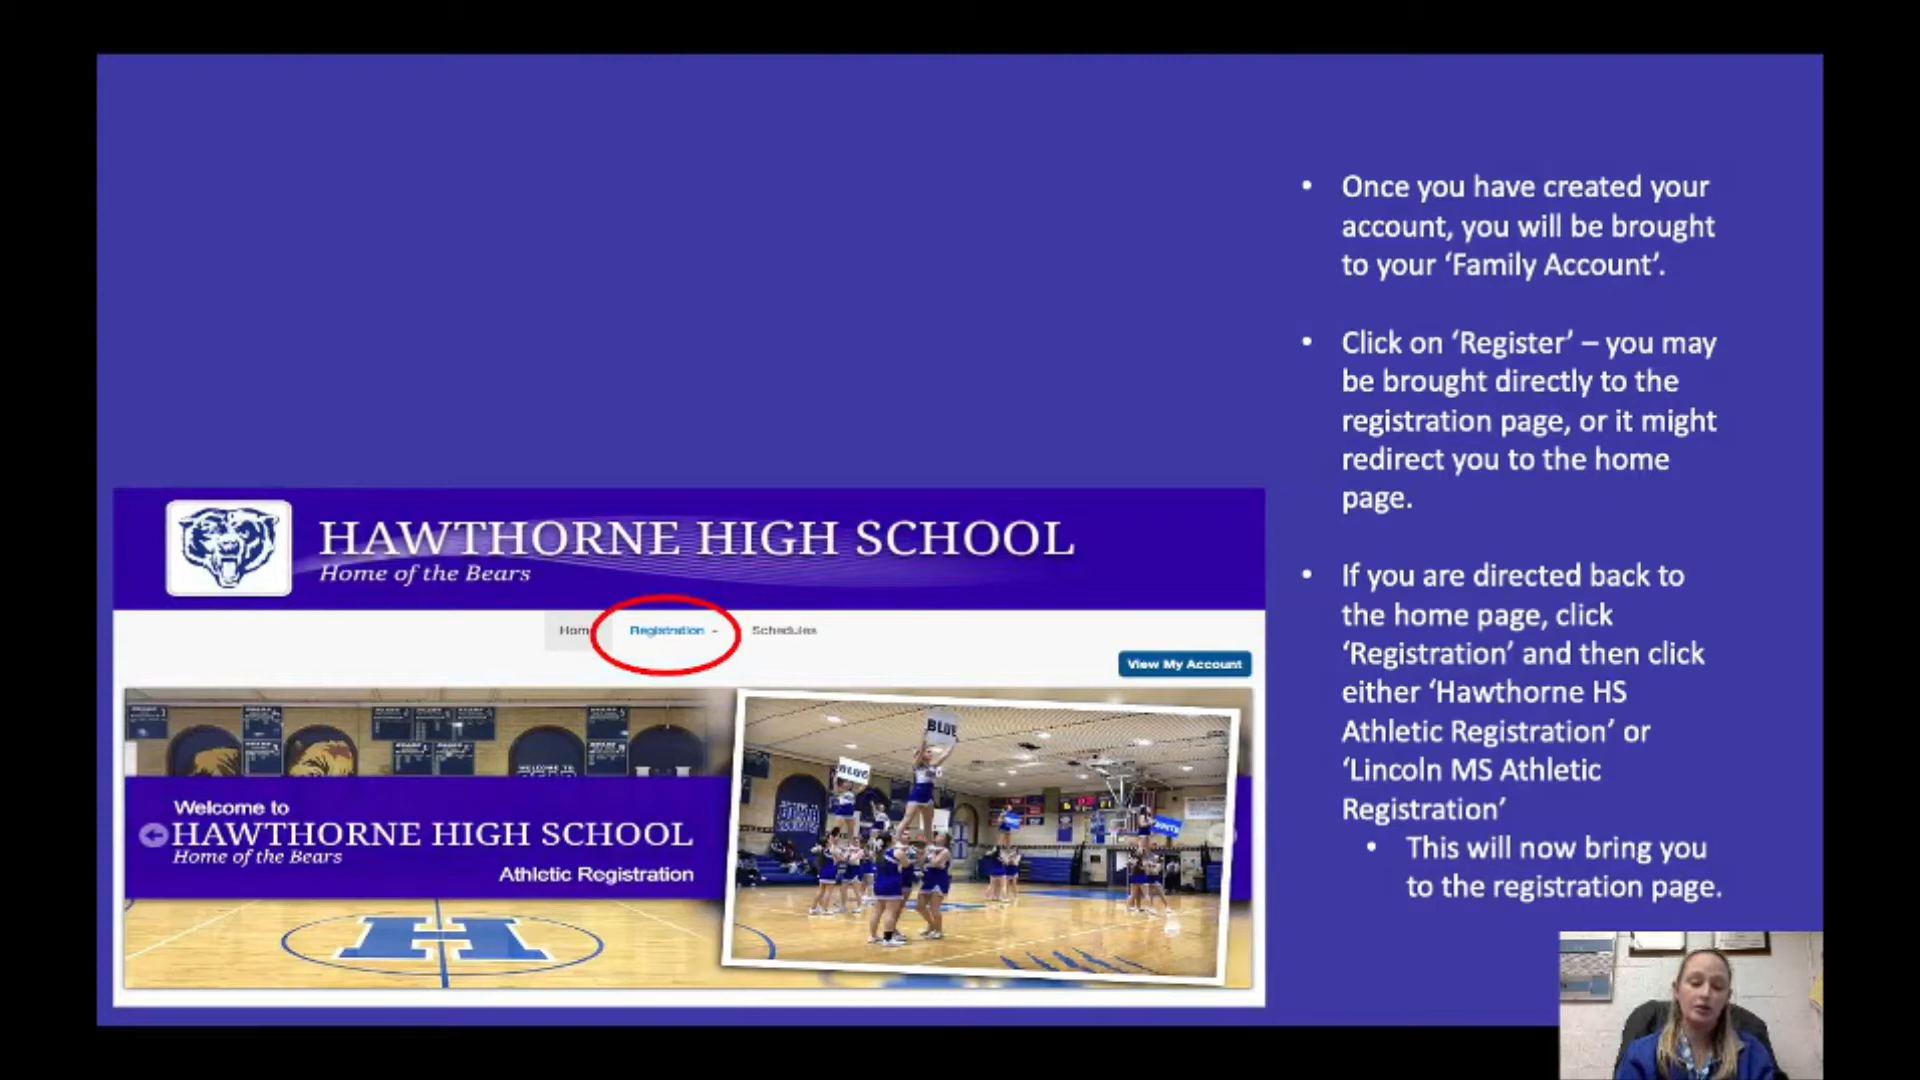 • Once you have created your
account, you will be brought
to your ‘Family Account’.
• Click on ‘Register’ – you may
be brought directly to the
registration page, or it might
redirect you to the home
page.
• If you are directed back to
the home page, click
‘Registration’ and then click
either ‘Hawthorne HS
Athletic Registration’ or
‘Lincoln MS Athletic
Registration’
• This will now bring you
to the registration page.
HAWTHORNE HIGH SCHOOL
Home of the Bears
Home Registration Schedules
View My Account
Welcome to
HAWTHORNE HIGH SCHOOL
Home of the Bears
Athletic Registration
H
BLUE
BLUE
WHITE